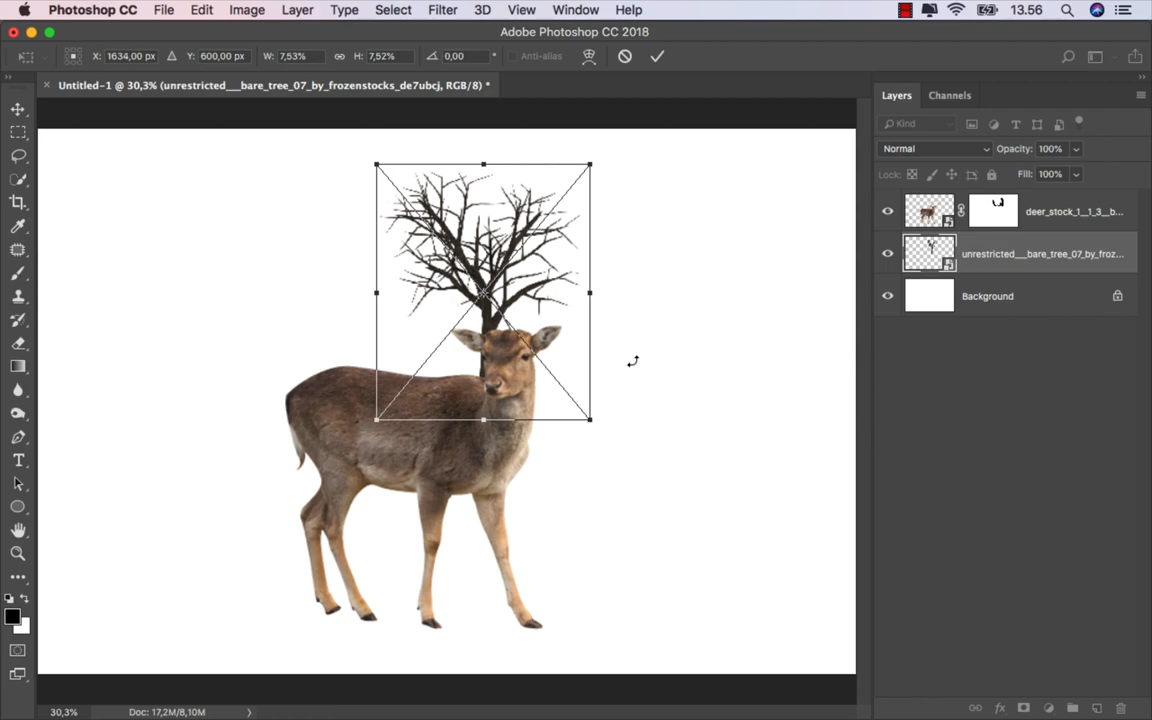 Photoshop CC File Edit Image Layer Type Select Filter 3D View Window Help 13.56
Adobe Photoshop CC 2018
X: 1634,00 px Y: 600,00 px W: 7,53% H: 7,52% 0,00 ° Anti-alias
Untitled-1 @ 30,3% (unrestricted___bare_tree_07_by_frozenstocks_de7ubcj, RGB/8) *
Layers Channels
Kind
Normal Opacity: 100%
Lock: Fill: 100%
deer_stock_1__1_3__b...
unrestricted___bare_tree_07_by_froz...
Background
30,3% Doc: 17,2M/8,10M